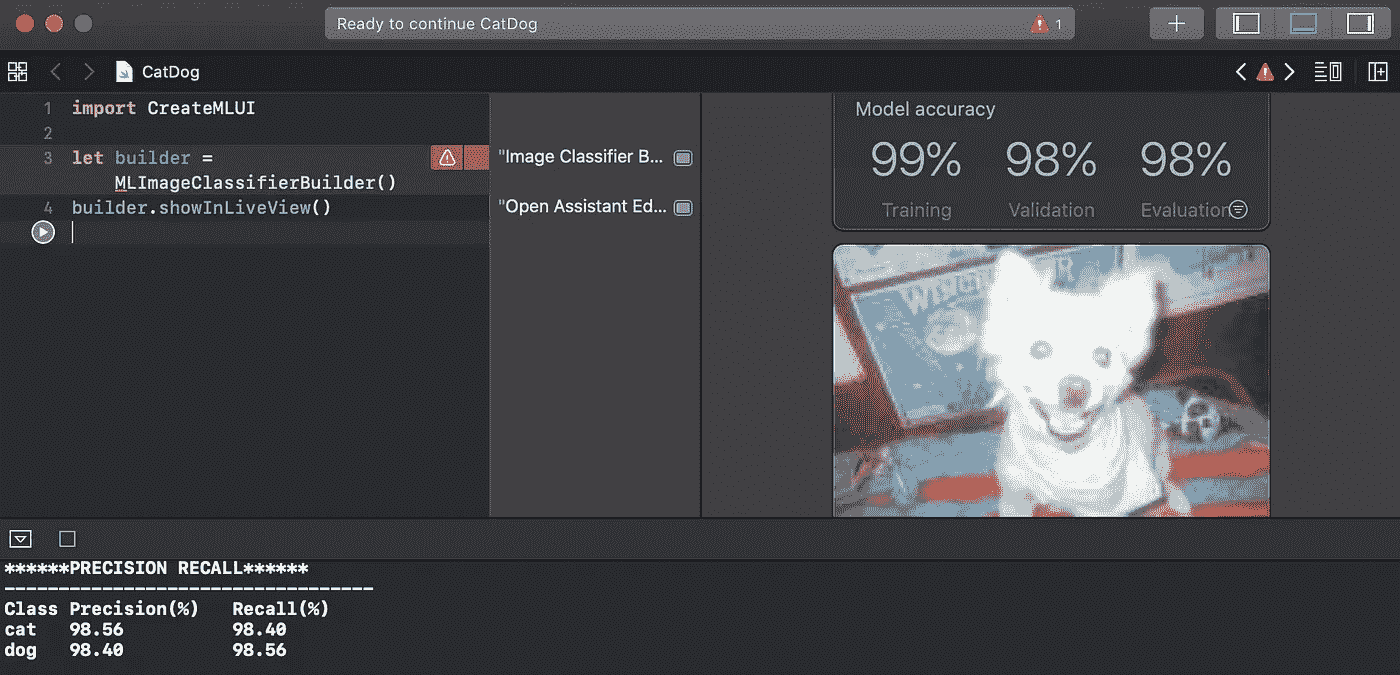 Ready to continue CatDog
1
CatDog
1 import CreateMLUI
2
3 let builder =
MLImageClassifierBuilder()
4 builder.showInLiveView()
"Image Classifier B...
"Open Assistant Ed...
Model accuracy
99% 98% 98%
Training Validation Evaluation
******PRECISION RECALL******
----------------------------------
Class Precision(%) Recall(%)
cat 98.56 98.40
dog 98.40 98.56